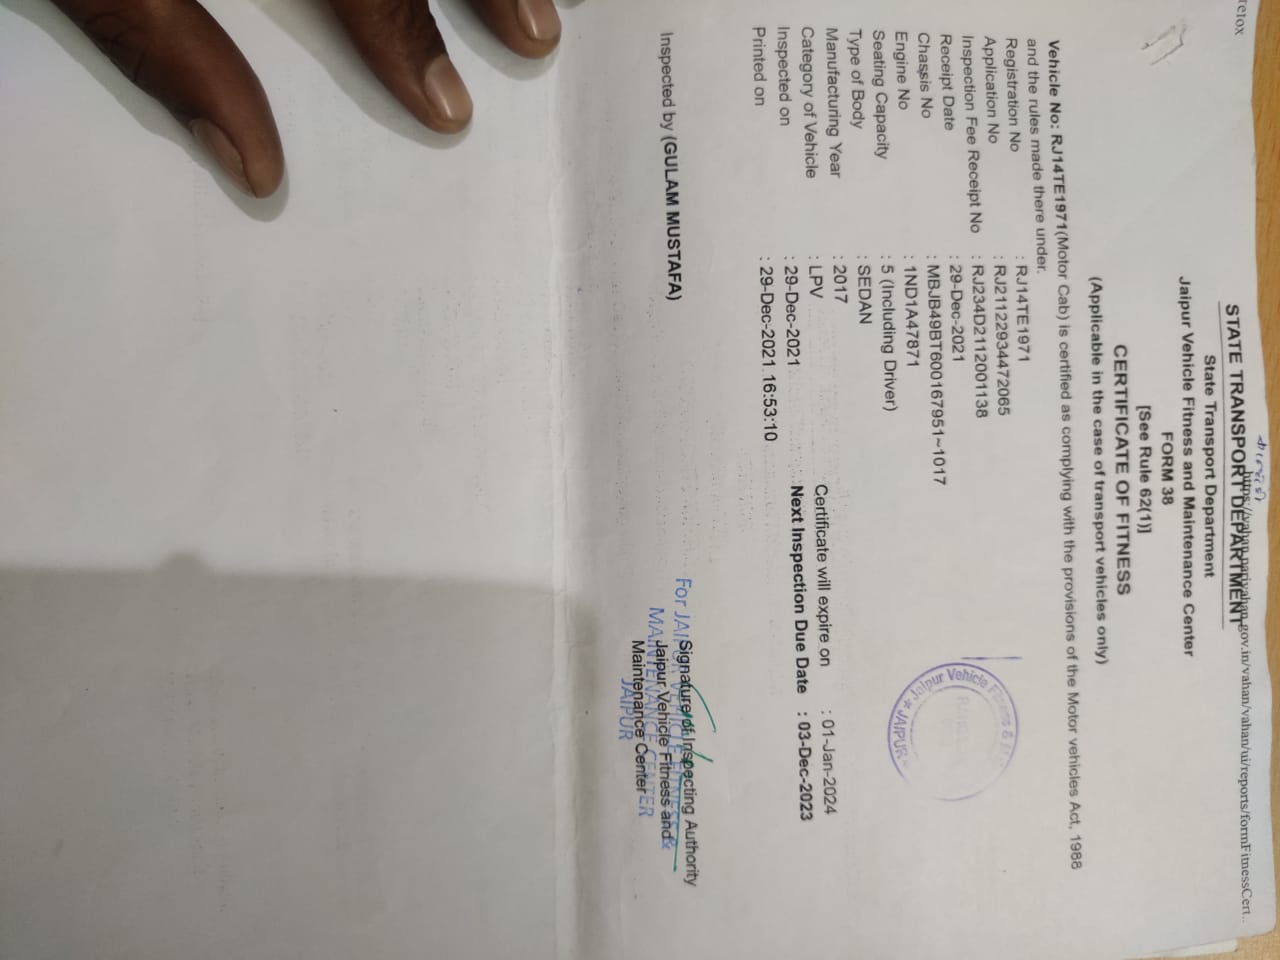 https://vahan.parivahan.gov.in/vahan/vahan/ui/reports/formFitnessCert...
STATE TRANSPORT DEPARTMENT
State Transport Department
Jaipur Vehicle Fitness and Maintenance Center
FORM 38
[See Rule 62(1)]
CERTIFICATE OF FITNESS
(Applicable in the case of transport vehicles only)
Vehicle No: RJ14TE1971(Motor Cab) is certified as complying with the provisions of the Motor vehicles Act, 1988
and the rules made there under.
Registration No : RJ14TE1971
Application No : RJ21122934472065
Inspection Fee Receipt No : RJ234D2112001138
Receipt Date : 29-Dec-2021
Chassis No : MBJB49BT600167951~1017
Engine No : 1ND1A47871
Seating Capacity : 5 (Including Driver)
Type of Body : SEDAN
Manufacturing Year : 2017
Category of Vehicle : LPV Certificate will expire on : 01-Jan-2024
Inspected on : 29-Dec-2021 Next Inspection Due Date : 03-Dec-2023
Printed on : 29-Dec-2021 16:53:10
Jaipur Vehicle Fitness &
JAIPUR
Inspected by (GULAM MUSTAFA)
Signature of Inspecting Authority
Jaipur Vehicle Fitness and
Maintenance Center
For JAIPUR VEHICLE FITNESS &
MAINTENANCE CENTER
JAIPUR